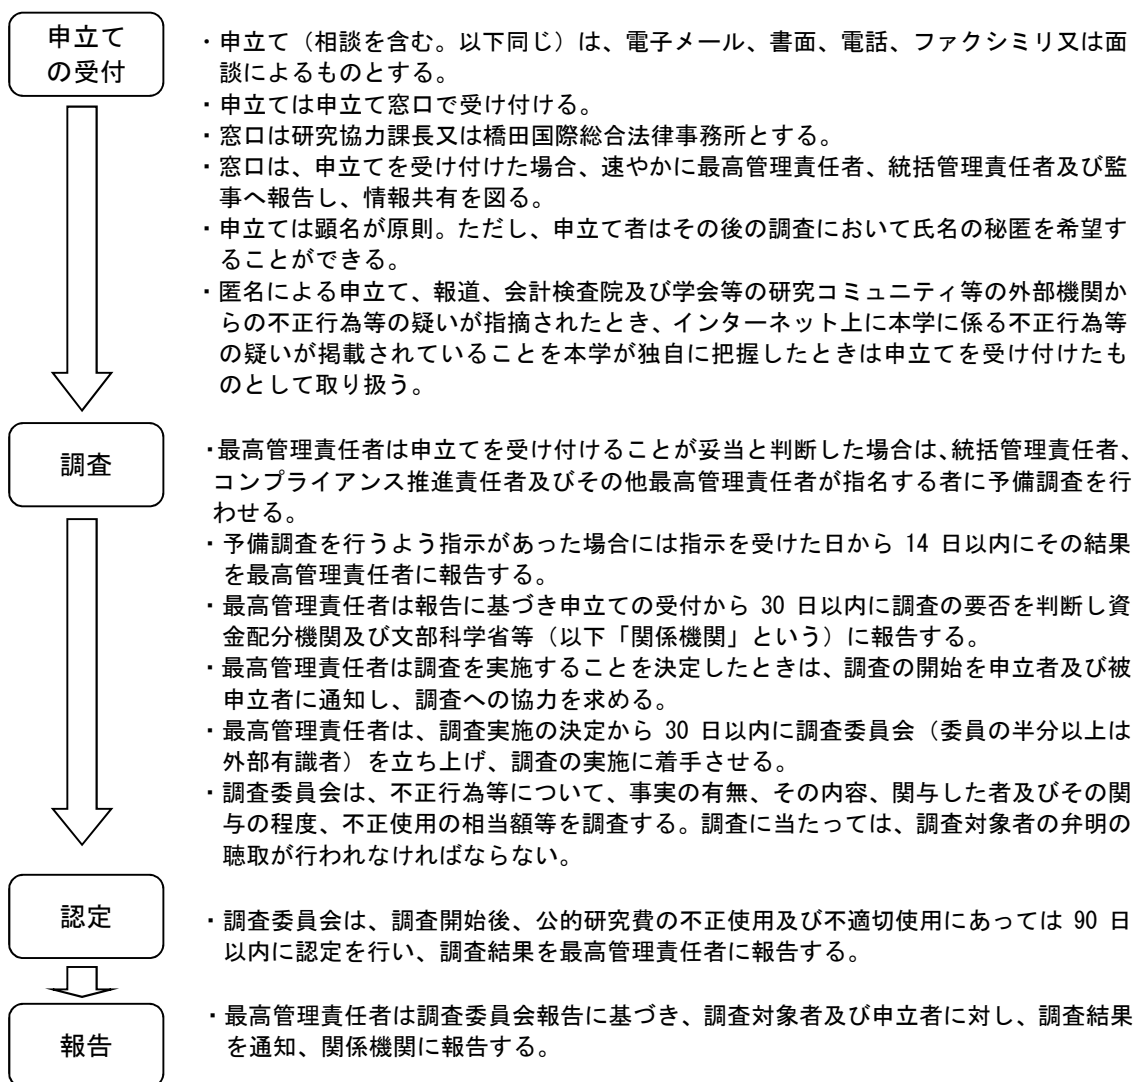 申立て
の受付
・申立て（相談を含む。以下同じ）は、電子メール、書面、電話、ファクシミリ又は面
談によるものとする。
・申立ては申立て窓口で受け付ける。
・窓口は研究協力課長又は橋田国際総合法律事務所とする。
・窓口は、申立てを受け付けた場合、速やかに最高管理責任者、統括管理責任者及び監
事へ報告し、情報共有を図る。
・申立ては顕名が原則。ただし、申立て者はその後の調査において氏名の秘匿を希望す
ることができる。
・匿名による申立て、報道、会計検査院及び学会等の研究コミュニティ等の外部機関か
らの不正行為等の疑いが指摘されたとき、インターネット上に本学に係る不正行為等
の疑いが掲載されていることを本学が独自に把握したときは申立てを受け付けたも
のとして取り扱う。
調査
・最高管理責任者は申立てを受け付けることが妥当と判断した場合は、統括管理責任者、
コンプライアンス推進責任者及びその他最高管理責任者が指名する者に予備調査を行
わせる。
・予備調査を行うよう指示があった場合には指示を受けた日から 14 日以内にその結果
を最高管理責任者に報告する。
・最高管理責任者は報告に基づき申立ての受付から 30 日以内に調査の要否を判断し資
金配分機関及び文部科学省等（以下「関係機関」という）に報告する。
・最高管理責任者は調査を実施することを決定したときは、調査の開始を申立者及び被
申立者に通知し、調査への協力を求める。
・最高管理責任者は、調査実施の決定から 30 日以内に調査委員会（委員の半分以上は
外部有識者）を立ち上げ、調査の実施に着手させる。
・調査委員会は、不正行為等について、事実の有無、その内容、関与した者及びその関
与の程度、不正使用の相当額等を調査する。調査に当たっては、調査対象者の弁明の
聴取が行われなければならない。
認定
・調査委員会は、調査開始後、公的研究費の不正使用及び不適切使用にあっては 90 日
以内に認定を行い、調査結果を最高管理責任者に報告する。
報告
・最高管理責任者は調査委員会報告に基づき、調査対象者及び申立者に対し、調査結果
を通知、関係機関に報告する。